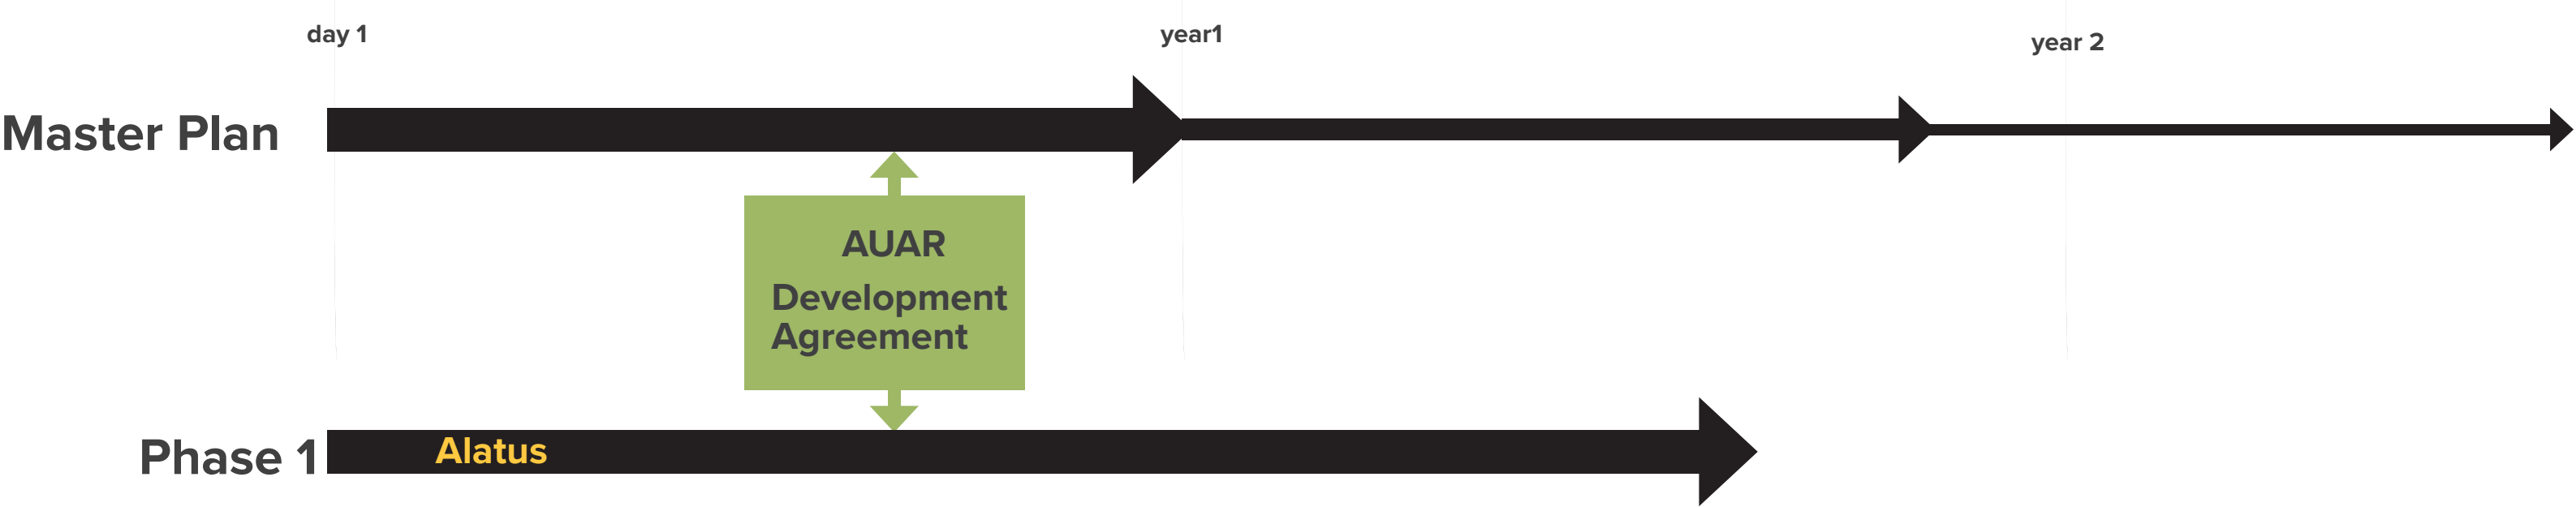 day 1
year1
year 2
Master Plan
AUAR
Development
Agreement
Phase 1
Alatus